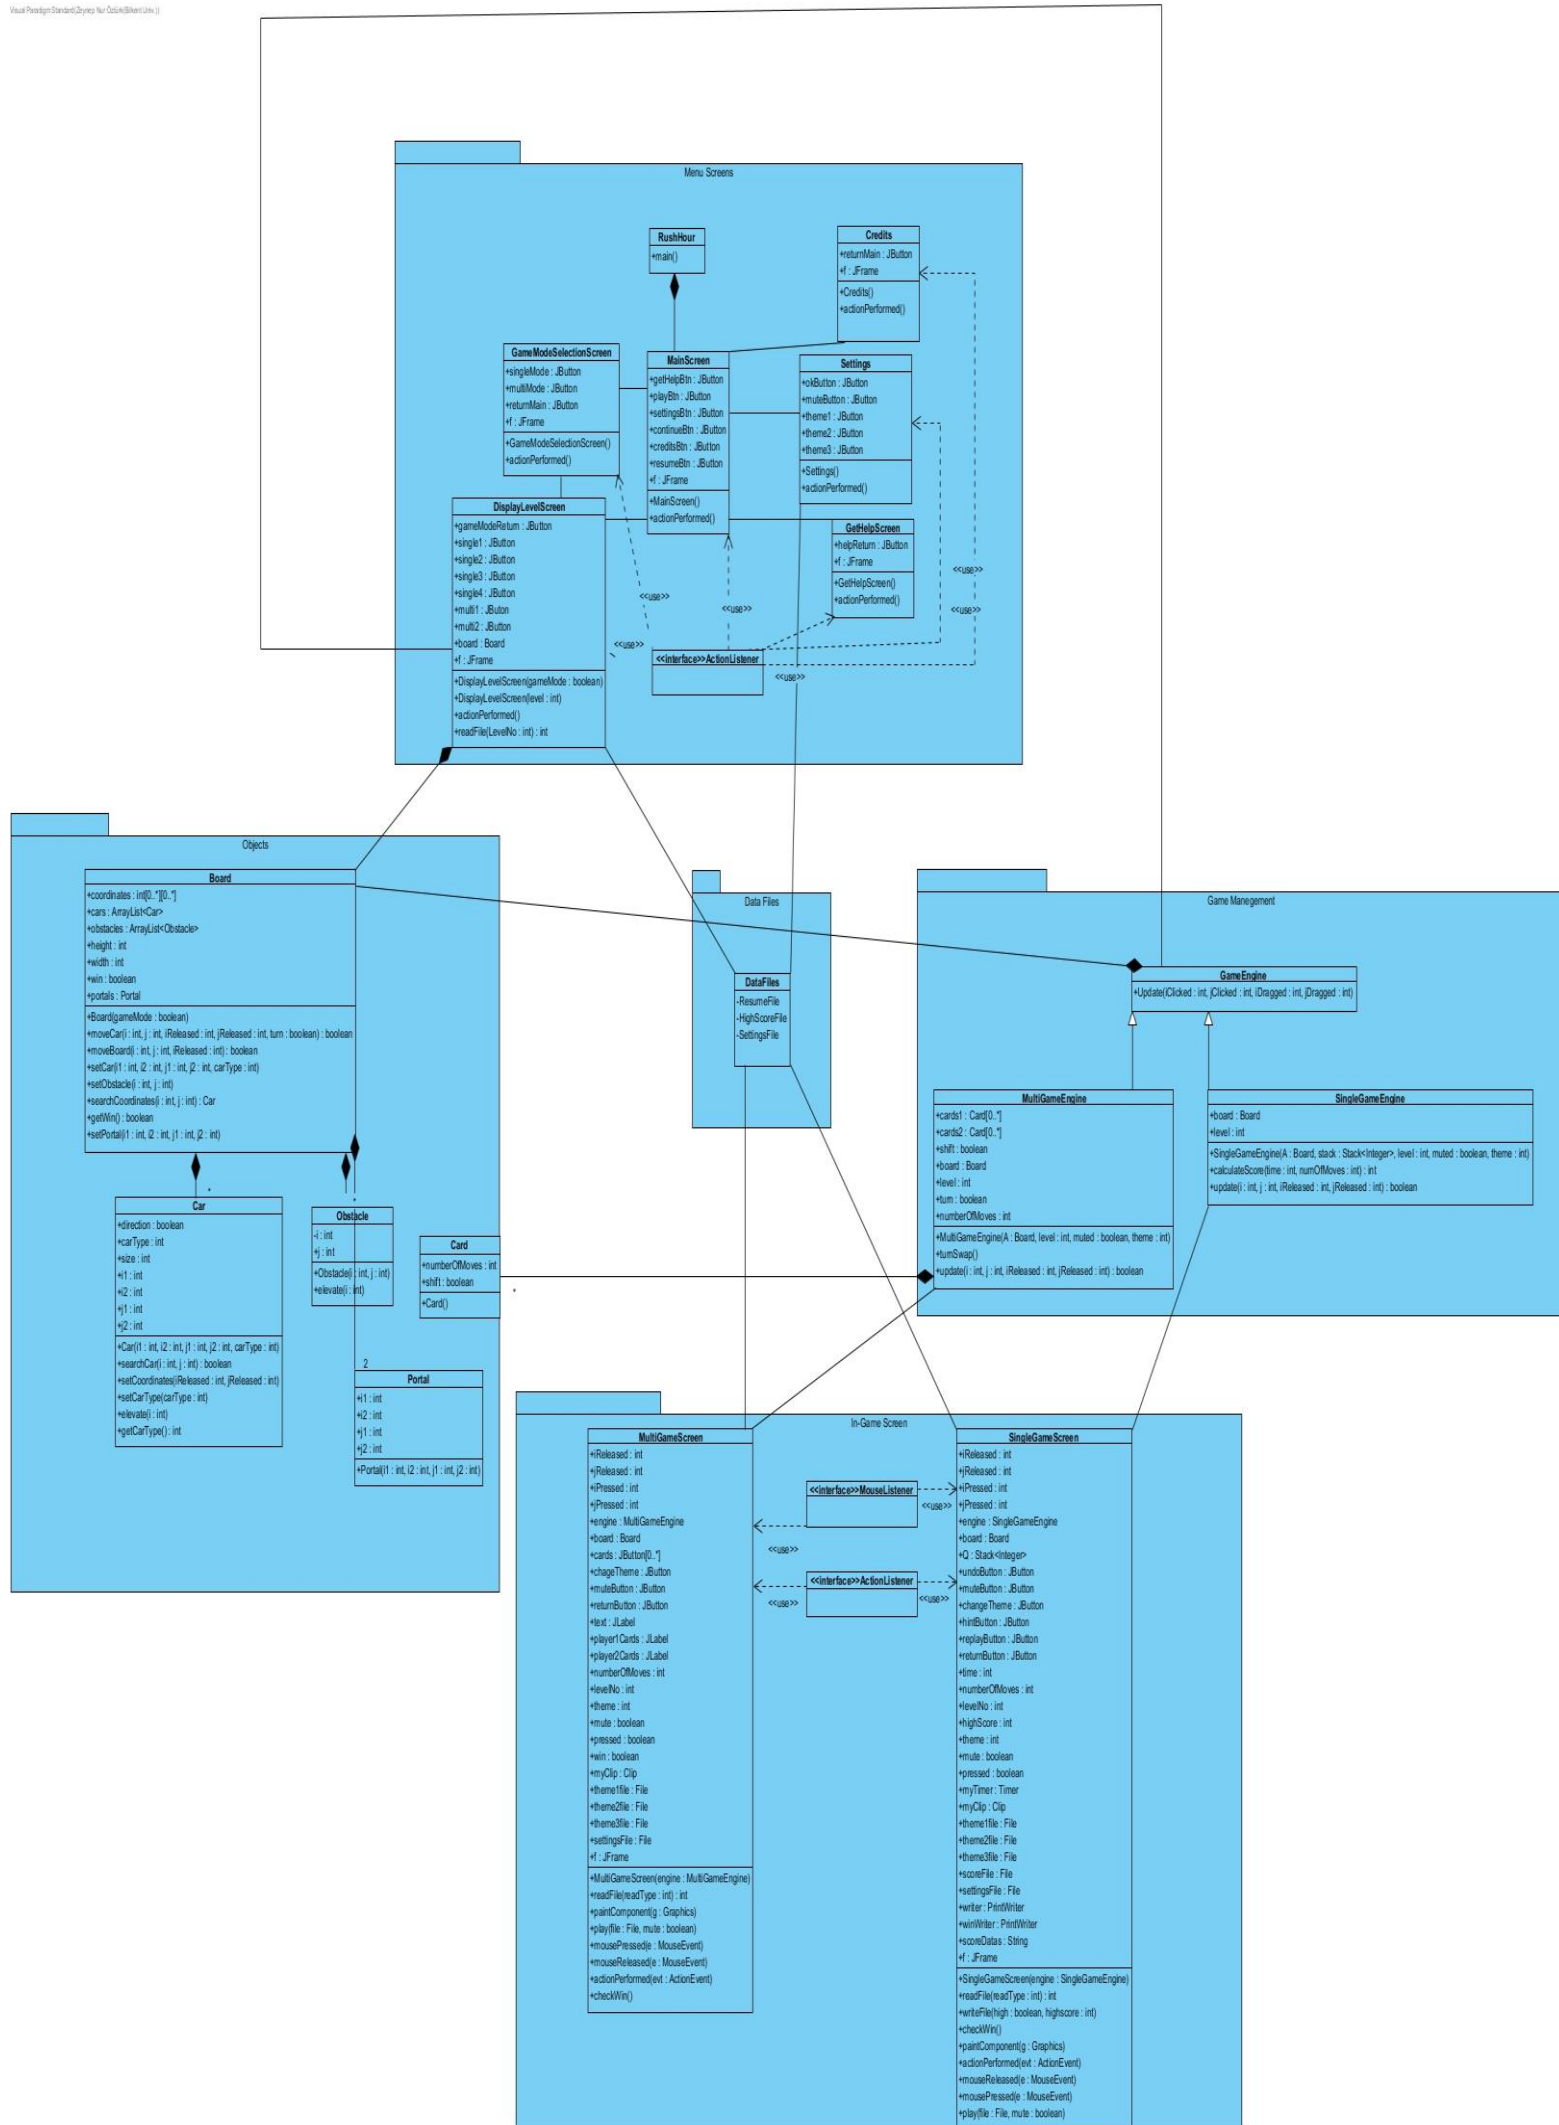 Visual Paradigm Standard(Zeynep Nur Öztürk(Bilkent Univ.))
Menu Screens
RushHour
+main()
Credits
+returnMain : JButton
+f : JFrame
+Credits()
+actionPerformed()
GameModeSelectionScreen
+singleMode : JButton
+multiMode : JButton
+returnMain : JButton
+f : JFrame
+GameModeSelectionScreen()
+actionPerformed()
MainScreen
+getHelpBtn : JButton
+playBtn : JButton
+settingsBtn : JButton
+continueBtn : JButton
+creditsBtn : JButton
+resumeBtn : JButton
+f : JFrame
+MainScreen()
+actionPerformed()
Settings
+okButton : JButton
+muteButton : JButton
+theme1 : JButton
+theme2 : JButton
+theme3 : JButton
+Settings()
+actionPerformed()
DisplayLevelScreen
+gameModeReturn : JButton
+single1 : JButton
+single2 : JButton
+single3 : JButton
+single4 : JButton
+multi1 : JButon
+multi2 : JButton
+board : Board
+f : JFrame
+DisplayLevelScreen(gameMode : boolean)
+DisplayLevelScreen(level : int)
+actionPerformed()
+readFile(LevelNo : int) : int
GetHelpScreen
+helpReturn : JButton
+f : JFrame
+GetHelpScreen()
+actionPerformed()
<<use>>
<<use>>
<<use>>
<<use>>
<<use>>
<<use>>
<<interface>>ActionListener
Objects
Board
+coordinates : int[0..*][0..*]
+cars : ArrayList<Car>
+obstacles : ArrayList<Obstacle>
+height : int
+width : int
+win : boolean
+portals : Portal
+Board(gameMode : boolean)
+moveCar(i : int, j : int, iReleased : int, jReleased : int, turn : boolean) : boolean
+moveBoard(i : int, j : int, iReleased : int) : boolean
+setCar(i1 : int, i2 : int, j1 : int, j2 : int, carType : int)
+setObstacle(i : int, j : int)
+searchCoordinates(i : int, j : int) : Car
+getWin() : boolean
+setPortal(i1 : int, i2 : int, j1 : int, j2 : int)
*
*
Car
+direction : boolean
+carType : int
+size : int
+i1 : int
+i2 : int
+j1 : int
+j2 : int
+Car(i1 : int, i2 : int, j1 : int, j2 : int, carType : int)
+searchCar(i : int, j : int) : boolean
+setCoordinates(iReleased : int, jReleased : int)
+setCarType(carType : int)
+elevate(i : int)
+getCarType() : int
Obstacle
-i : int
+j : int
+Obstacle(i : int, j : int)
+elevate(i : int)
Card
+numberOfMoves : int
+shift : boolean
+Card()
*
2
Portal
+i1 : int
+i2 : int
+j1 : int
+j2 : int
+Portal(i1 : int, i2 : int, j1 : int, j2 : int)
Data Files
DataFiles
-ResumeFile
-HighScoreFile
-SettingsFile
Game Manegement
GameEngine
+Update(iClicked : int, jClicked : int, iDragged : int, jDragged : int)
MultiGameEngine
+cards1 : Card[0..*]
+cards2 : Card[0..*]
+shift : boolean
+board : Board
+level : int
+turn : boolean
+numberOfMoves : int
+MultiGameEngine(A : Board, level : int, muted : boolean, theme : int)
+turnSwap()
+update(i : int, j : int, iReleased : int, jReleased : int) : boolean
SingleGameEngine
+board : Board
+level : int
+SingleGameEngine(A : Board, stack : Stack<Integer>, level : int, muted : boolean, theme : int)
+calculateScore(time : int, numOfMoves : int) : int
+update(i : int, j : int, iReleased : int, jReleased : int) : boolean
In-Game Screen
MultiGameScreen
+iReleased : int
+jReleased : int
+iPressed : int
+jPressed : int
+engine : MultiGameEngine
+board : Board
+cards : JButton[0..*]
+chageTheme : JButton
+muteButton : JButton
+returnButton : JButton
+text : JLabel
+player1Cards : JLabel
+player2Cards : JLabel
+numberOfMoves : int
+levelNo : int
+theme : int
+mute : boolean
+pressed : boolean
+win : boolean
+myClip : Clip
+theme1file : File
+theme2file : File
+theme3file : File
+settingsFile : File
+f : JFrame
+MultiGameScreen(engine : MultiGameEngine)
+readFile(readType : int) : int
+paintComponent(g : Graphics)
+play(file : File, mute : boolean)
+mousePressed(e : MouseEvent)
+mouseReleased(e : MouseEvent)
+actionPerformed(evt : ActionEvent)
+checkWin()
<<interface>>MouseListener
<<use>>
<<use>>
<<interface>>ActionListener
<<use>>
<<use>>
SingleGameScreen
+iReleased : int
+jReleased : int
+iPressed : int
+jPressed : int
+engine : SingleGameEngine
+board : Board
+Q : Stack<Integer>
+undoButton : JButton
+muteButton : JButton
+changeTheme : JButton
+hintButton : JButton
+replayButton : JButton
+returnButton : JButton
+time : int
+numberOfMoves : int
+levelNo : int
+highScore : int
+theme : int
+mute : boolean
+pressed : boolean
+myTimer : Timer
+myClip : Clip
+theme1file : File
+theme2file : File
+theme3file : File
+scoreFile : File
+settingsFile : File
+writer : PrintWriter
+winWriter : PrintWriter
+scoreDatas : String
+f : JFrame
+SingleGameScreen(engine : SingleGameEngine)
+readFile(readType : int) : int
+writeFile(high : boolean, highscore : int)
+checkWin()
+paintComponent(g : Graphics)
+actionPerformed(evt : ActionEvent)
+mouseReleased(e : MouseEvent)
+mousePressed(e : MouseEvent)
+play(file : File, mute : boolean)